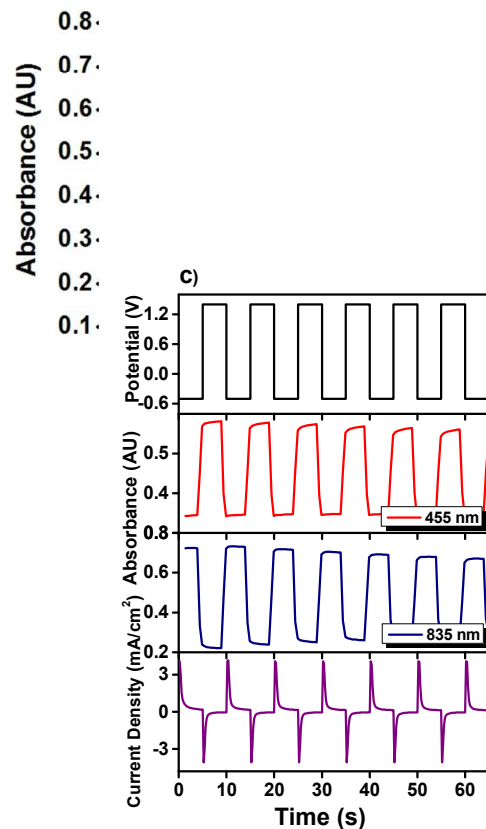 0.8
0.7
0.6
0.5
0.4
0.3
0.2
0.1
Absorbance (AU)
c)
Potential (V)
1.2
0.6
0.0
-0.6
Absorbance (AU)
0.5
0.4
455 nm
0.8
0.6
0.4
0.2
835 nm
Current Density (mA/cm²)
3
0
-3
0 10 20 30 40 50 60
Time (s)